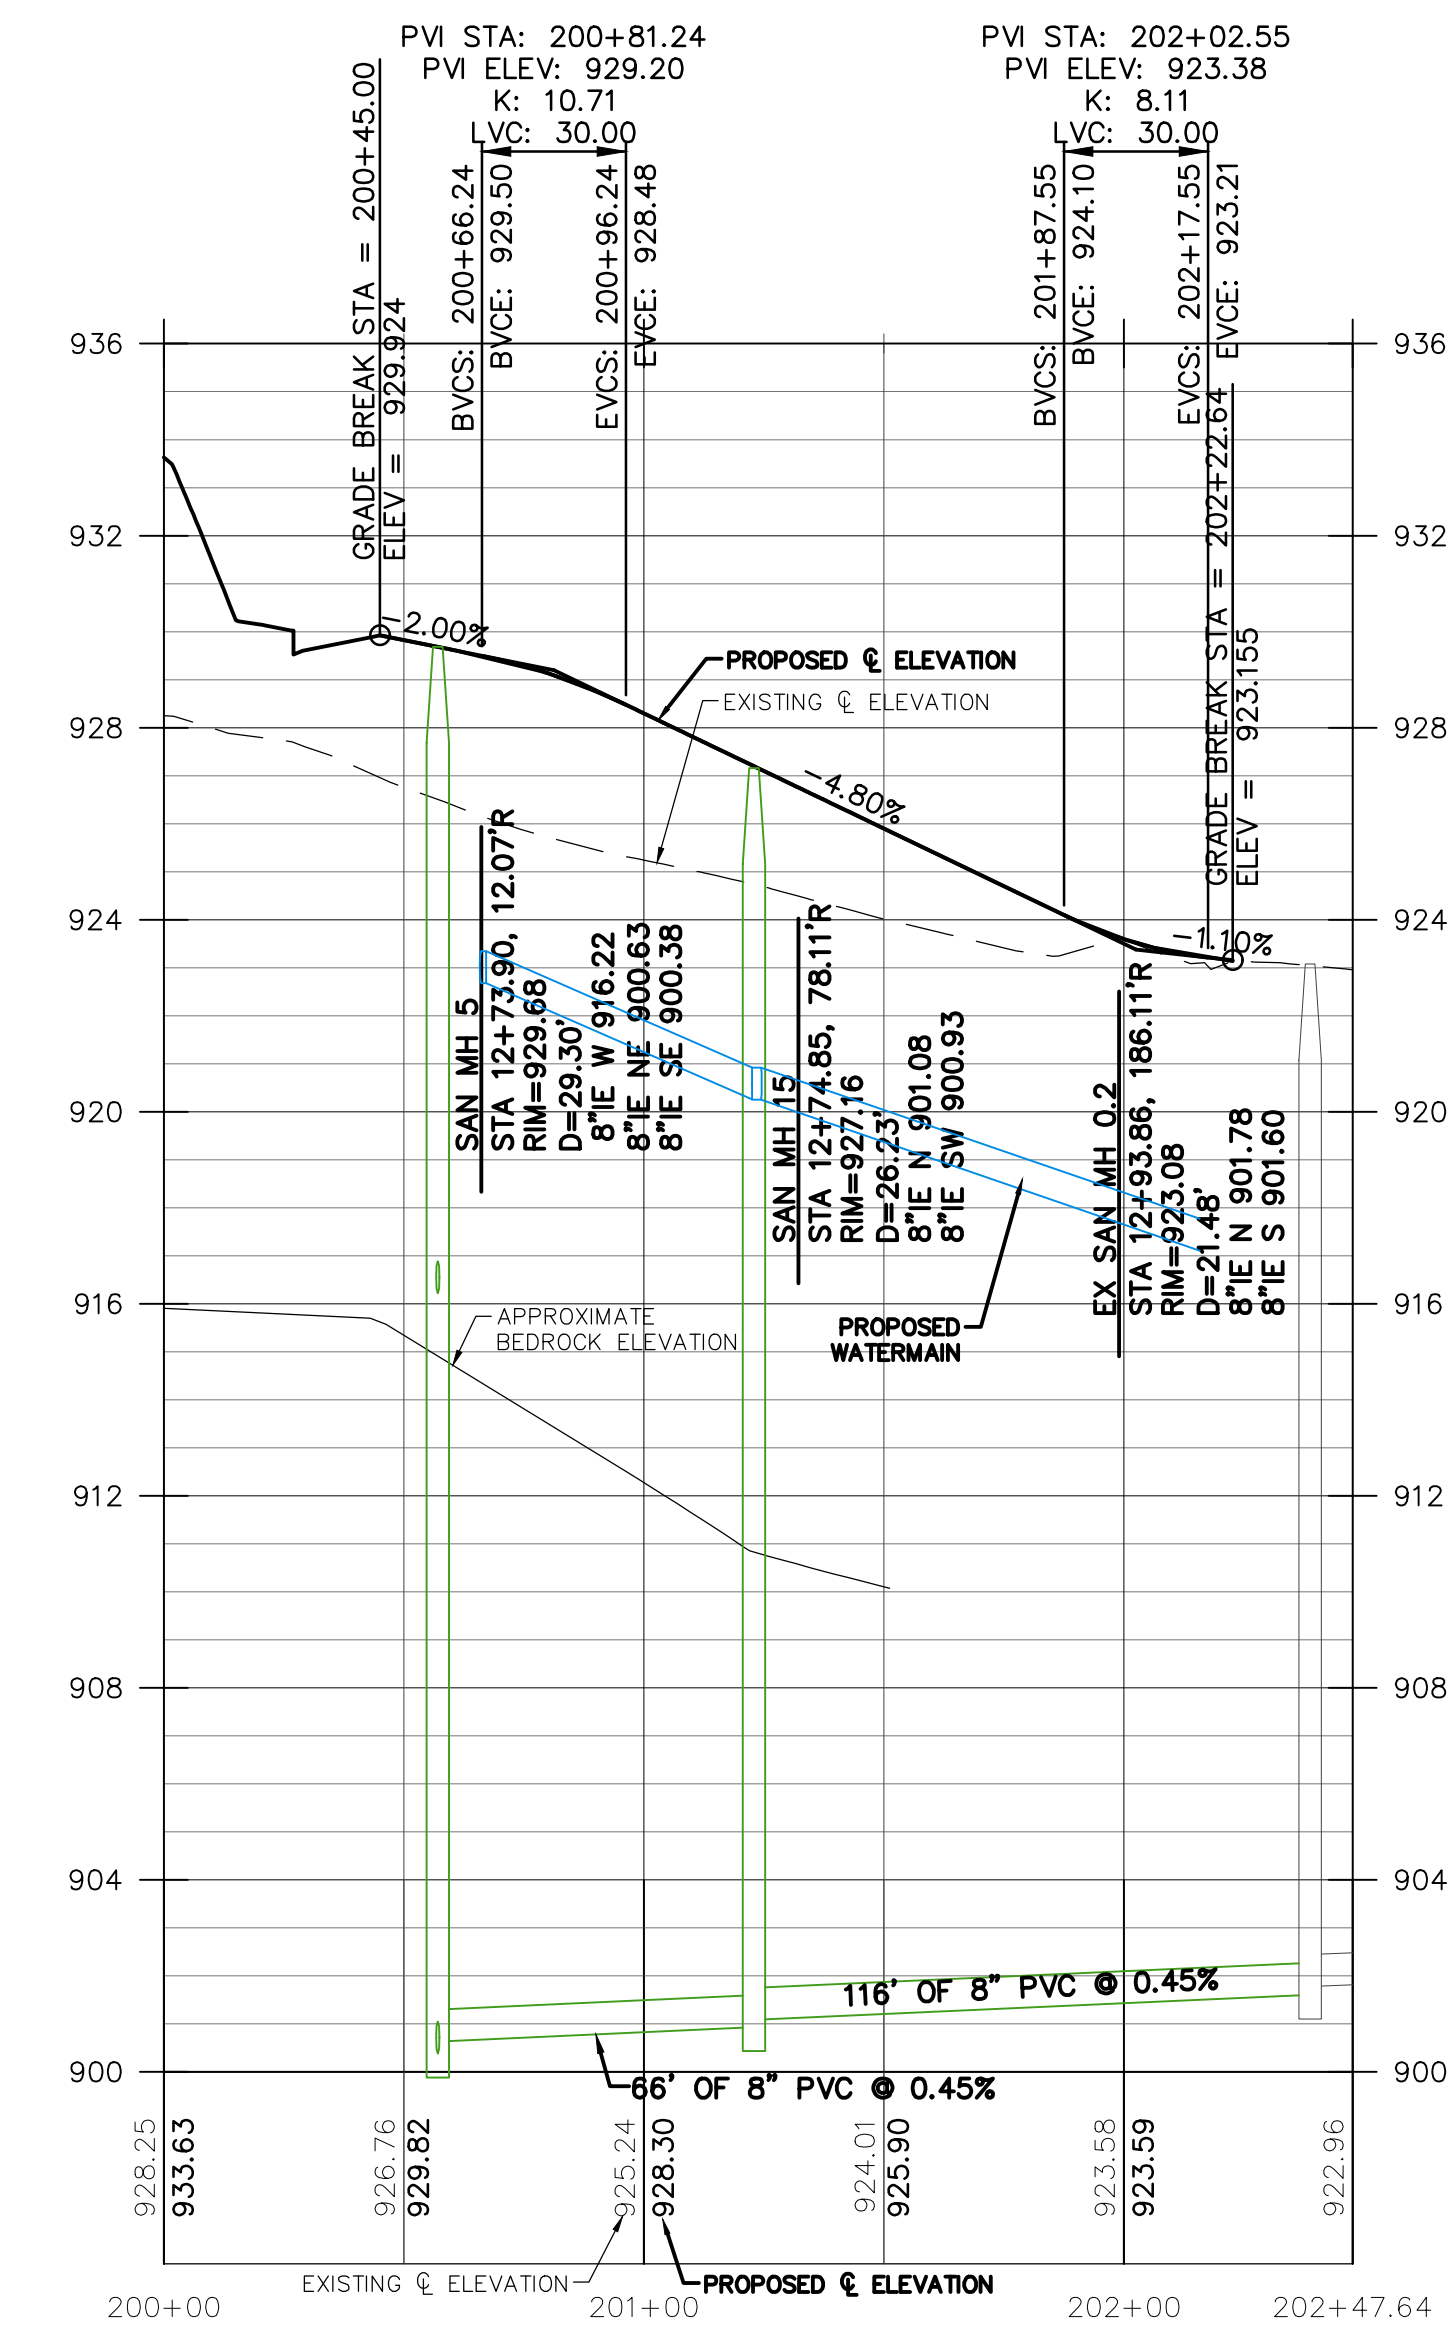 PVI STA: 200+81.24
PVI ELEV: 929.20
K: 10.71
LVC: 30.00
PVI STA: 202+02.55
PVI ELEV: 923.38
K: 8.11
LVC: 30.00
GRADE BREAK STA = 200+45.00
ELEV = 929.924
BVCS: 200+66.24
BVCE: 929.50
EVCS: 200+96.24
EVCE: 928.48
BVCS: 201+87.55
BVCE: 924.10
EVCS: 202+17.55
EVCE: 923.21
GRADE BREAK STA = 202+22.64
ELEV = 923.155
936
936
932
932
-2.00%
PROPOSED ℄ ELEVATION
EXISTING ℄ ELEVATION
928
928
-4.80%
924
924
-1.10%
SAN MH 5
STA 12+73.90, 12.07'R
RIM=929.68
D=29.30'
8"IE W 916.22
8"IE NE 900.63
8"IE SE 900.38
SAN MH 15
STA 12+74.85, 78.11'R
RIM=927.16
D=26.23'
8"IE N 901.08
8"IE SW 900.93
EX SAN MH 0.2
STA 12+93.86, 186.11'R
RIM=923.08
D=21.48'
8"IE N 901.78
8"IE S 901.60
920
920
916
916
APPROXIMATE
BEDROCK ELEVATION
PROPOSED
WATERMAIN
912
912
908
908
904
904
116' OF 8" PVC @ 0.45%
900
900
66' OF 8" PVC @ 0.45%
928.25
933.63
926.76
929.82
925.24
928.30
924.01
925.90
923.58
923.59
922.96
EXISTING ℄ ELEVATION
PROPOSED ℄ ELEVATION
200+00
201+00
202+00
202+47.64